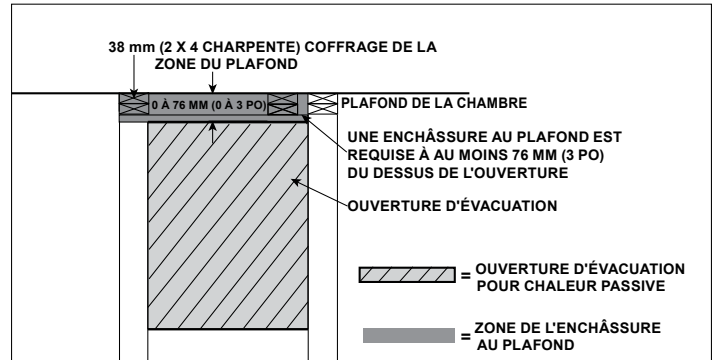 38 mm (2 X 4 CHARPENTE) COFFRAGE DE LA
ZONE DU PLAFOND
0 À 76 MM (0 À 3 PO)
PLAFOND DE LA CHAMBRE
UNE ENCHÂSSURE AU PLAFOND EST
REQUISE À AU MOINS 76 MM (3 PO)
DU DESSUS DE L'OUVERTURE
OUVERTURE D'ÉVACUATION
= OUVERTURE D'ÉVACUATION
POUR CHALEUR PASSIVE
= ZONE DE L'ENCHÂSSURE
AU PLAFOND